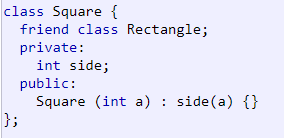 class Square {
  friend class Rectangle;
  private:
    int side;
  public:
    Square (int a) : side(a) {}
};